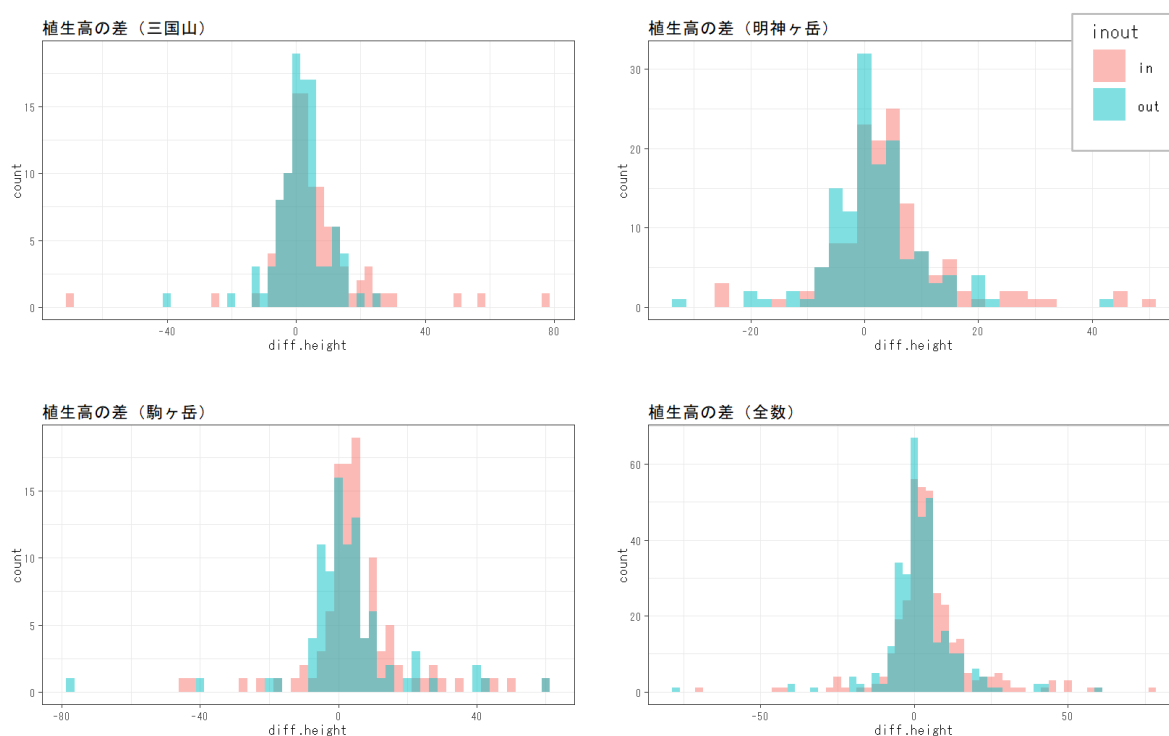 植生高の差（三国山）
count
15
10
5
0
-40
0
40
80
diff.height
植生高の差（明神ヶ岳）
count
30
20
10
0
-20
0
20
40
diff.height
inout
in
out
植生高の差（駒ヶ岳）
count
15
10
5
0
-80
-40
0
40
diff.height
植生高の差（全数）
count
60
40
20
0
-50
0
50
diff.height